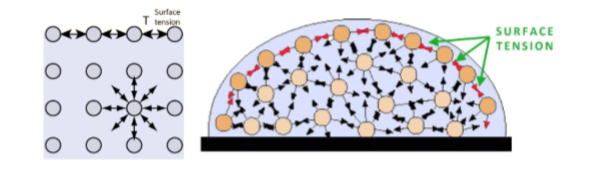 T Surface
tension
SURFACE
TENSION